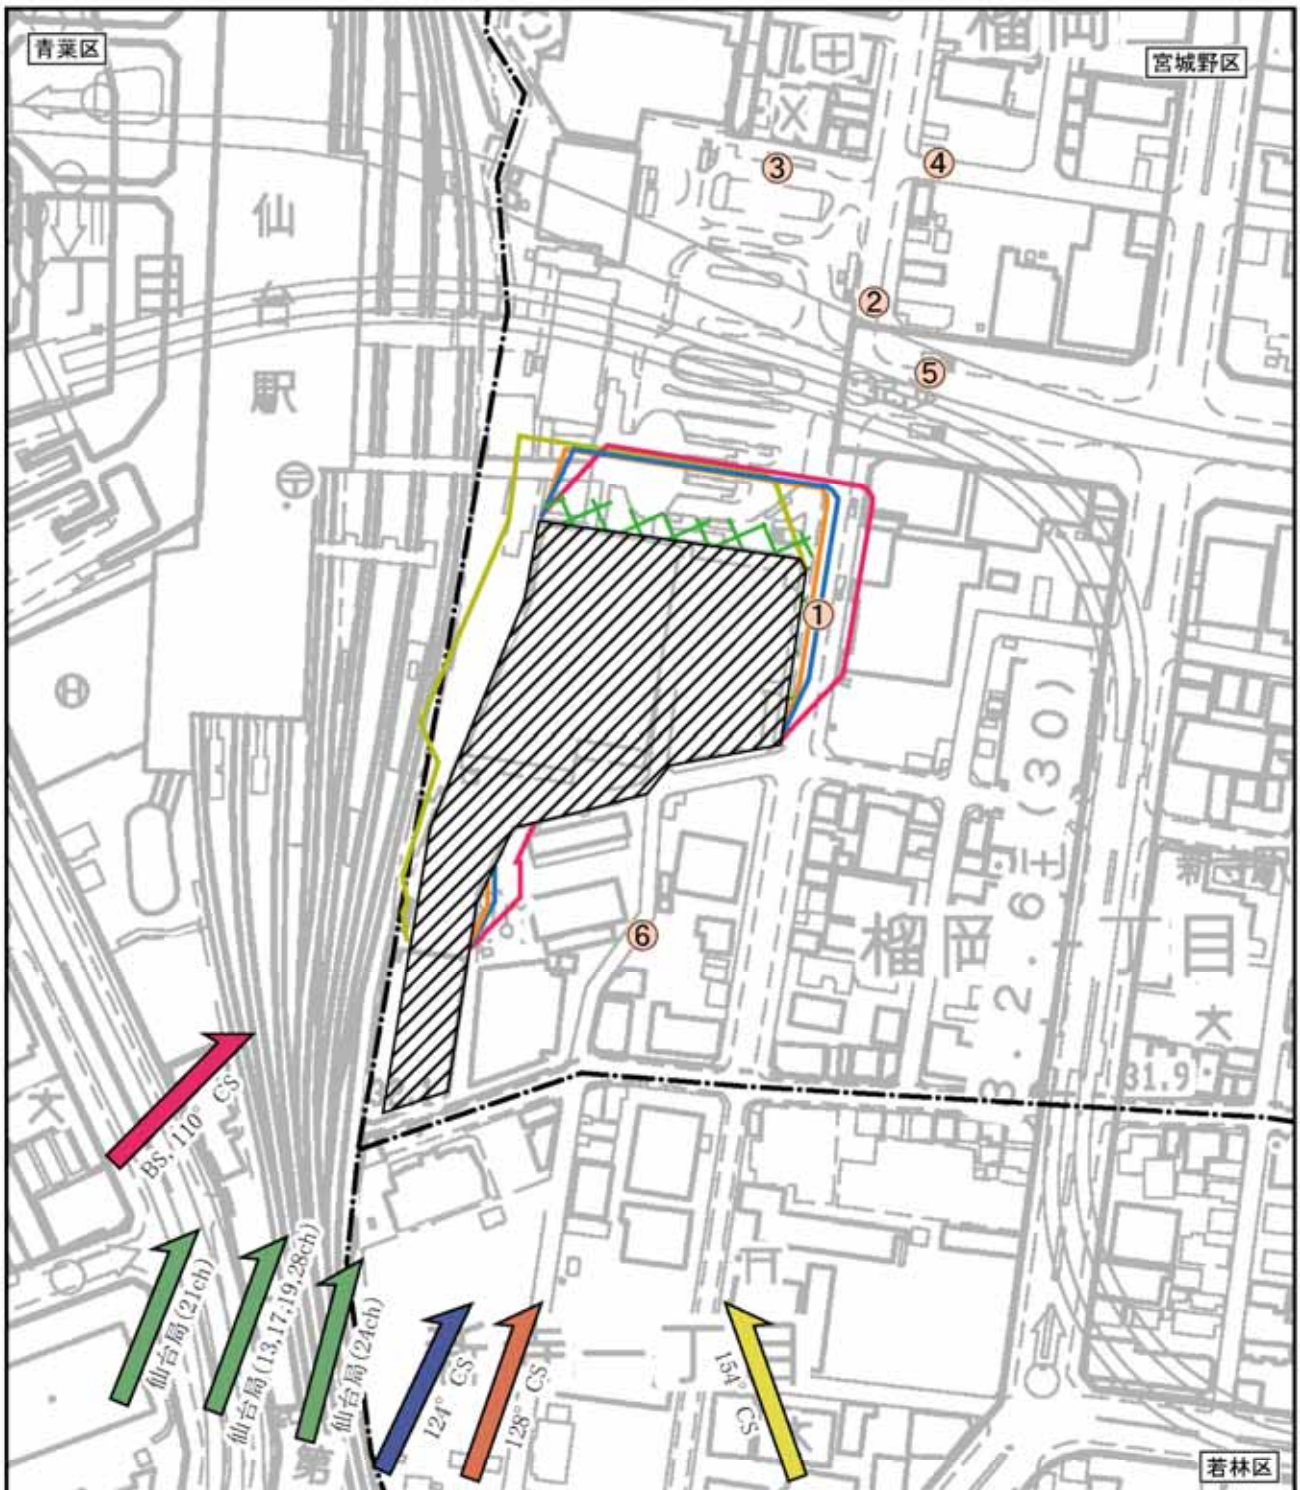 青葉区
宮城野区
榴岡
③
④
仙台駅
②
⑤
①
2.6±(30)
榴岡
⑥
大
31.9
BS, 110° CS
仙台局(21ch)
仙台局(13,17,19,28ch)
仙台局(24ch)
124° CS
128° CS
154° CS
第
若林区